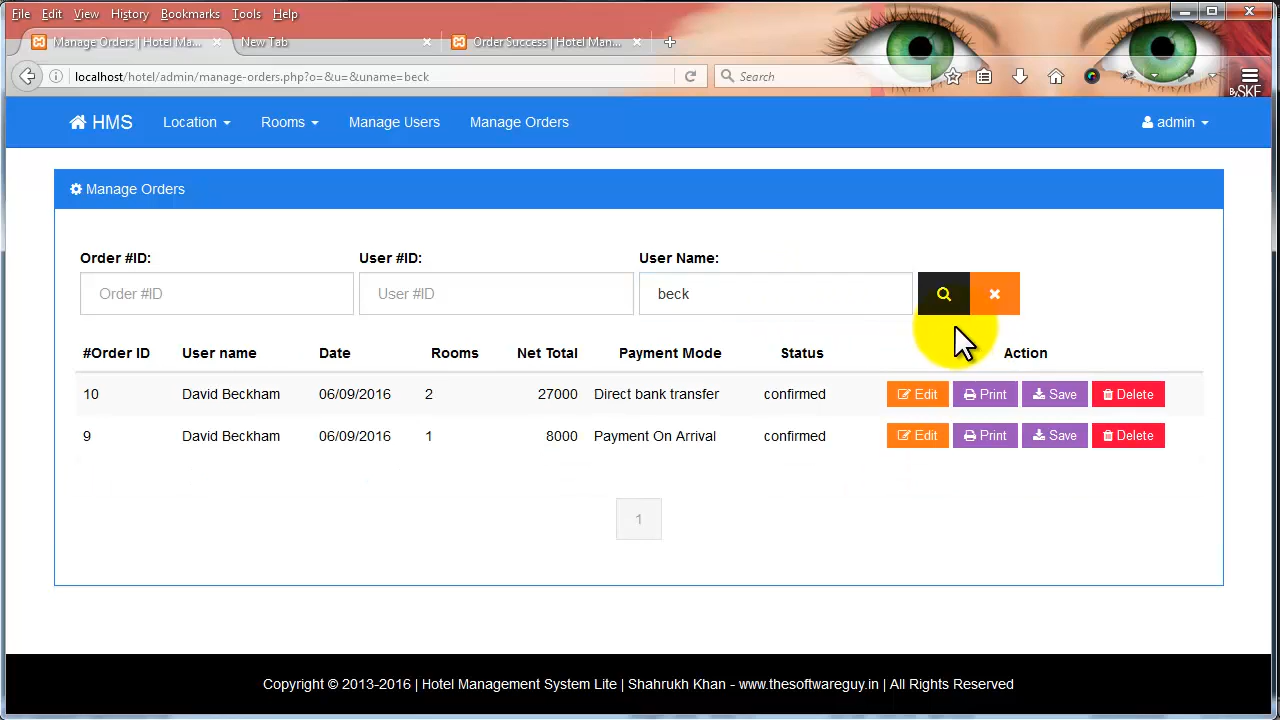 File Edit View History Bookmarks Tools Help
Manage Orders | Hotel Ma... New Tab Order Success | Hotel Man...
localhost/hotel/admin/manage-orders.php?o=&u=&uname=beck Search
BySKF
HMS Location Rooms Manage Users Manage Orders admin
Manage Orders
Order #ID: User #ID: User Name:
Order #ID User #ID beck
#Order ID User name Date Rooms Net Total Payment Mode Status Action
10 David Beckham 06/09/2016 2 27000 Direct bank transfer confirmed Edit Print Save Delete
9 David Beckham 06/09/2016 1 8000 Payment On Arrival confirmed Edit Print Save Delete
1
Copyright © 2013-2016 | Hotel Management System Lite | Shahrukh Khan - www.thesoftwareguy.in | All Rights Reserved